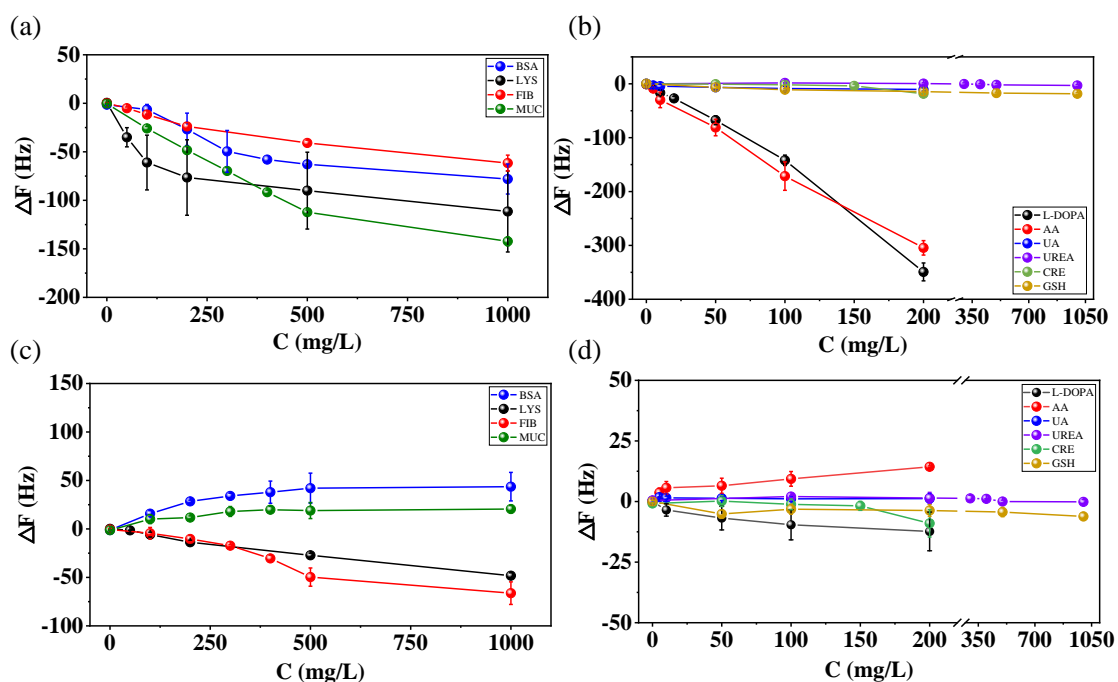 (a)
50
0
-50
-100
-150
-200
ΔF (Hz)
0 250 500 750 1000
C (mg/L)
BSA
LYS
FIB
MUC
(b)
0
-100
-200
-300
-400
ΔF (Hz)
0 50 100 150 200 350 700 1050
C (mg/L)
L-DOPA
AA
UA
UREA
CRE
GSH
(c)
150
100
50
0
-50
-100
ΔF (Hz)
0 250 500 750 1000
C (mg/L)
BSA
LYS
FIB
MUC
(d)
50
25
0
-25
-50
ΔF (Hz)
0 50 100 150 200 350 700 1050
C (mg/L)
L-DOPA
AA
UA
UREA
CRE
GSH